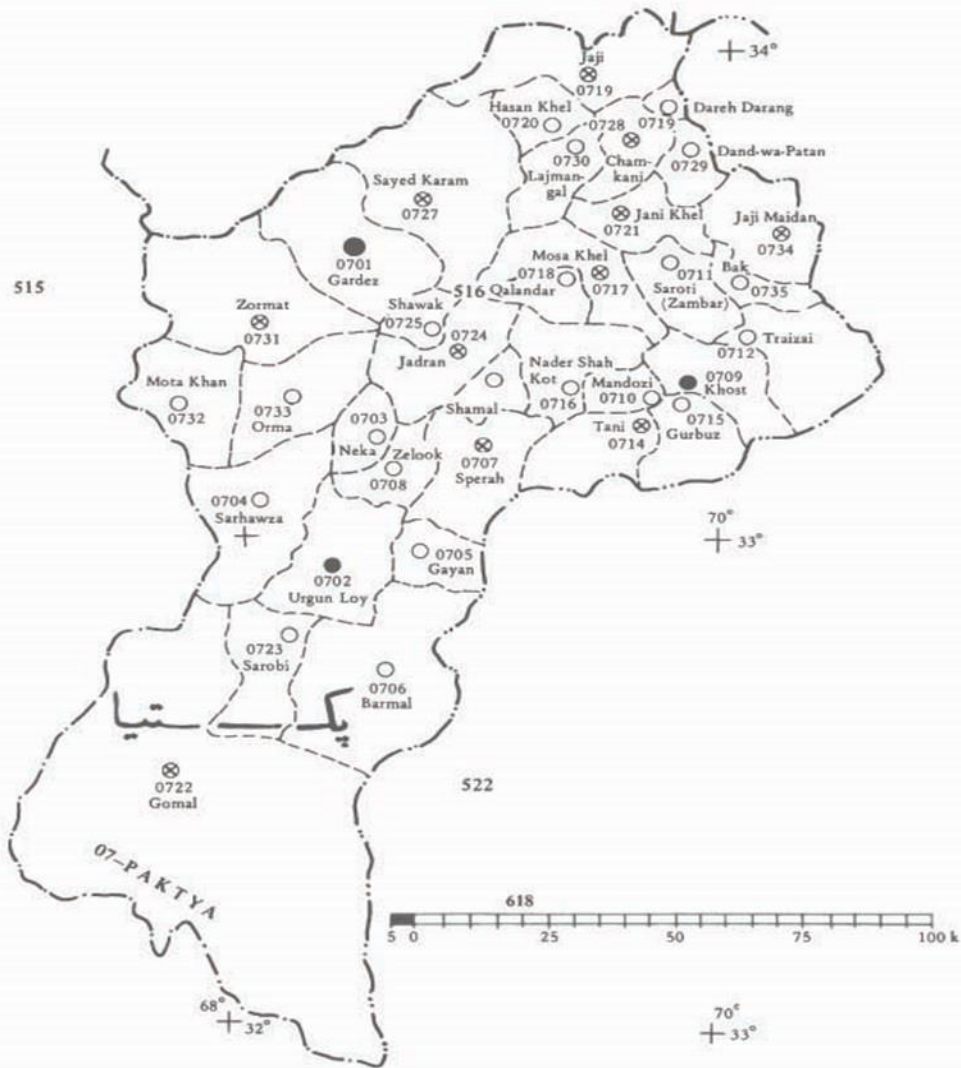 34°
Jaji
0719
Hasan Khel
0720
0728
0719
Dareh Darang
0730
Lajman-
gal
Cham-
kani
0729
Dand-wa-Patan
Sayed Karam
0727
0721
Jani Khel
Jaji Maidan
0734
0701
Gardez
Mosa Khel
0717
0718
Qalandar
0711
Saroti
(Zambar)
Bak
0735
515
516
Zormat
0731
Shawak
0725
0724
Jadran
Traizai
0712
Mota Khan
0732
0733
Orma
Nader Shah
Kot
0716
Mandozi
0710
0709
Khost
0703
Neka
Shamal
Tani
0714
0715
Gurbuz
Zelook
0708
0707
Sperah
0704
Sarhawza
70°
33°
0705
Gayan
0702
Urgun Loy
0723
Sarobi
0706
Barmal
0722
Gomal
522
07–PAKTYA
618
5 0 25 50 75 100 k
68°
32°
70°
33°